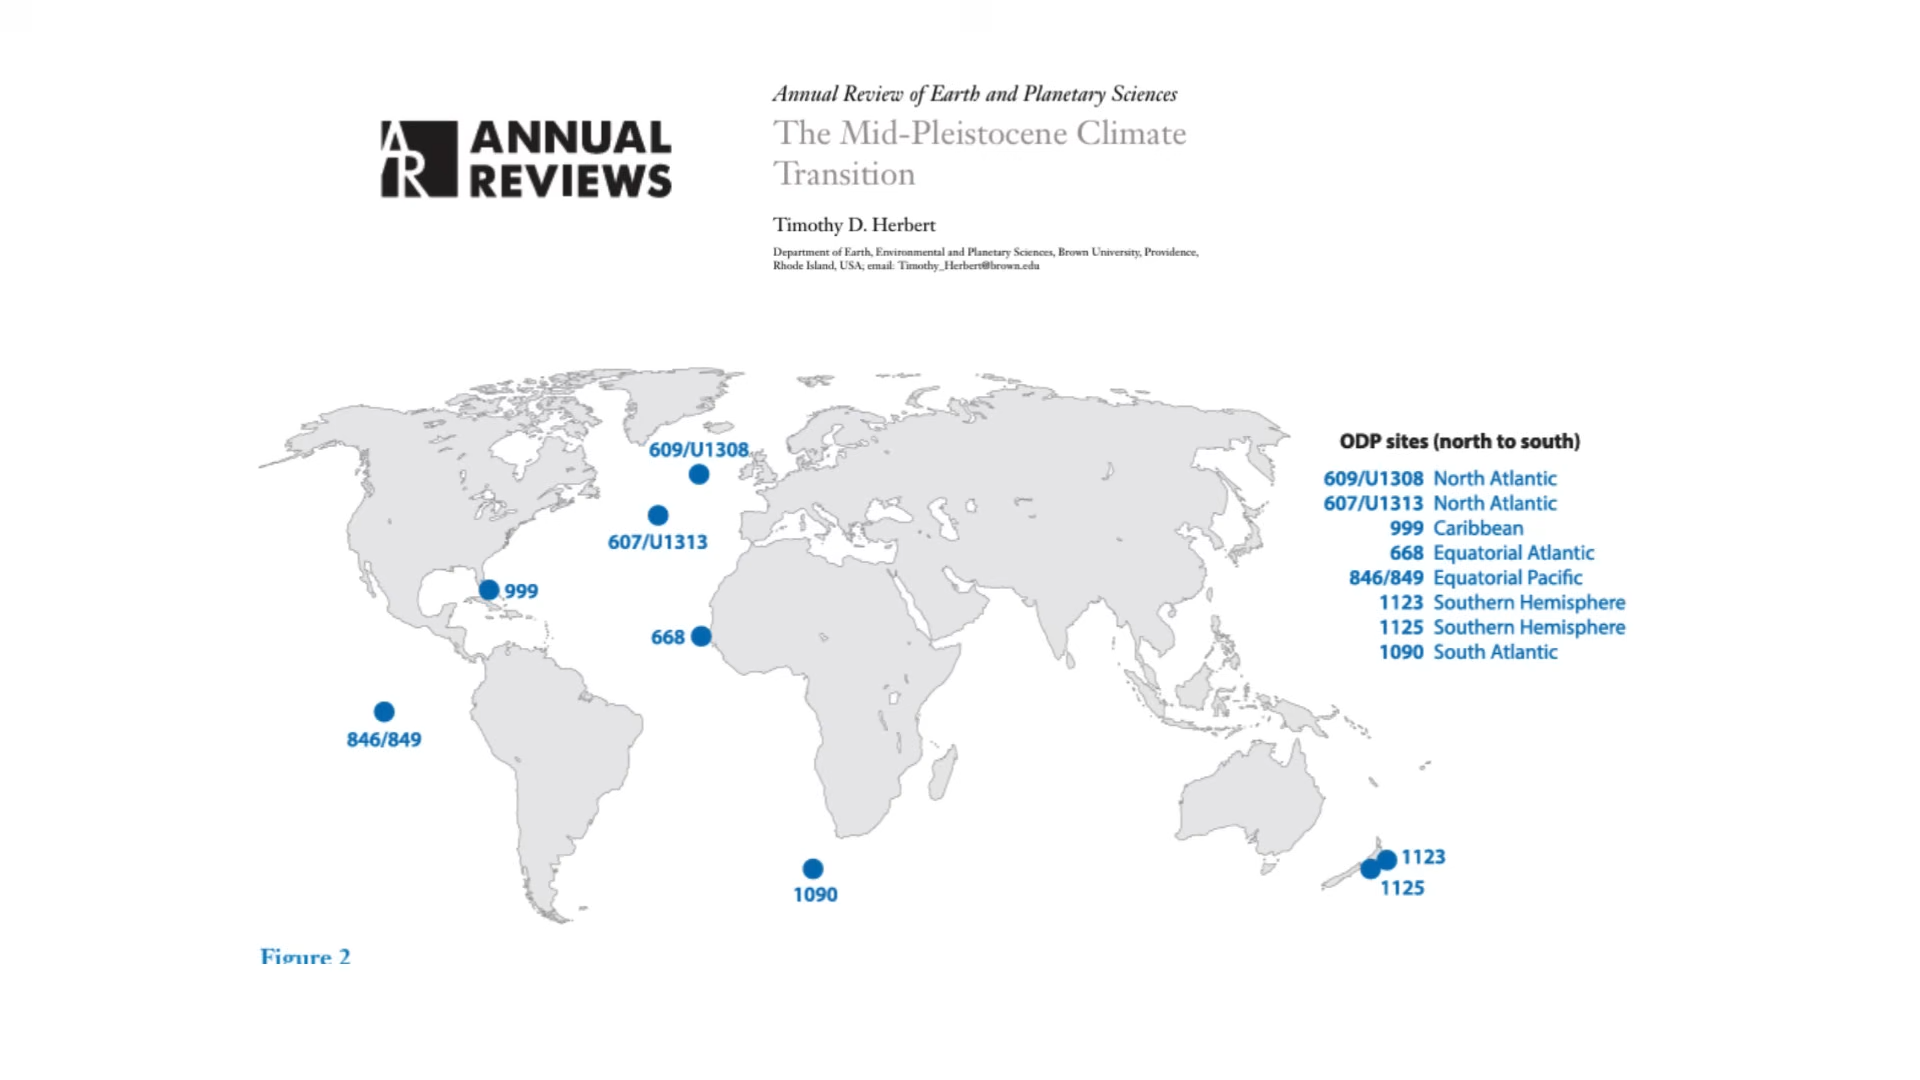 Annual Review of Earth and Planetary Sciences
AR ANNUAL
REVIEWS
The Mid-Pleistocene Climate
Transition
Timothy D. Herbert
Department of Earth, Environmental and Planetary Sciences, Brown University, Providence,
Rhode Island, USA; email: Timothy_Herbert@brown.edu
609/U1308
607/U1313
999
668
846/849
1090
1123
1125
ODP sites (north to south)
609/U1308 North Atlantic
607/U1313 North Atlantic
999 Caribbean
668 Equatorial Atlantic
846/849 Equatorial Pacific
1123 Southern Hemisphere
1125 Southern Hemisphere
1090 South Atlantic
Figure 2